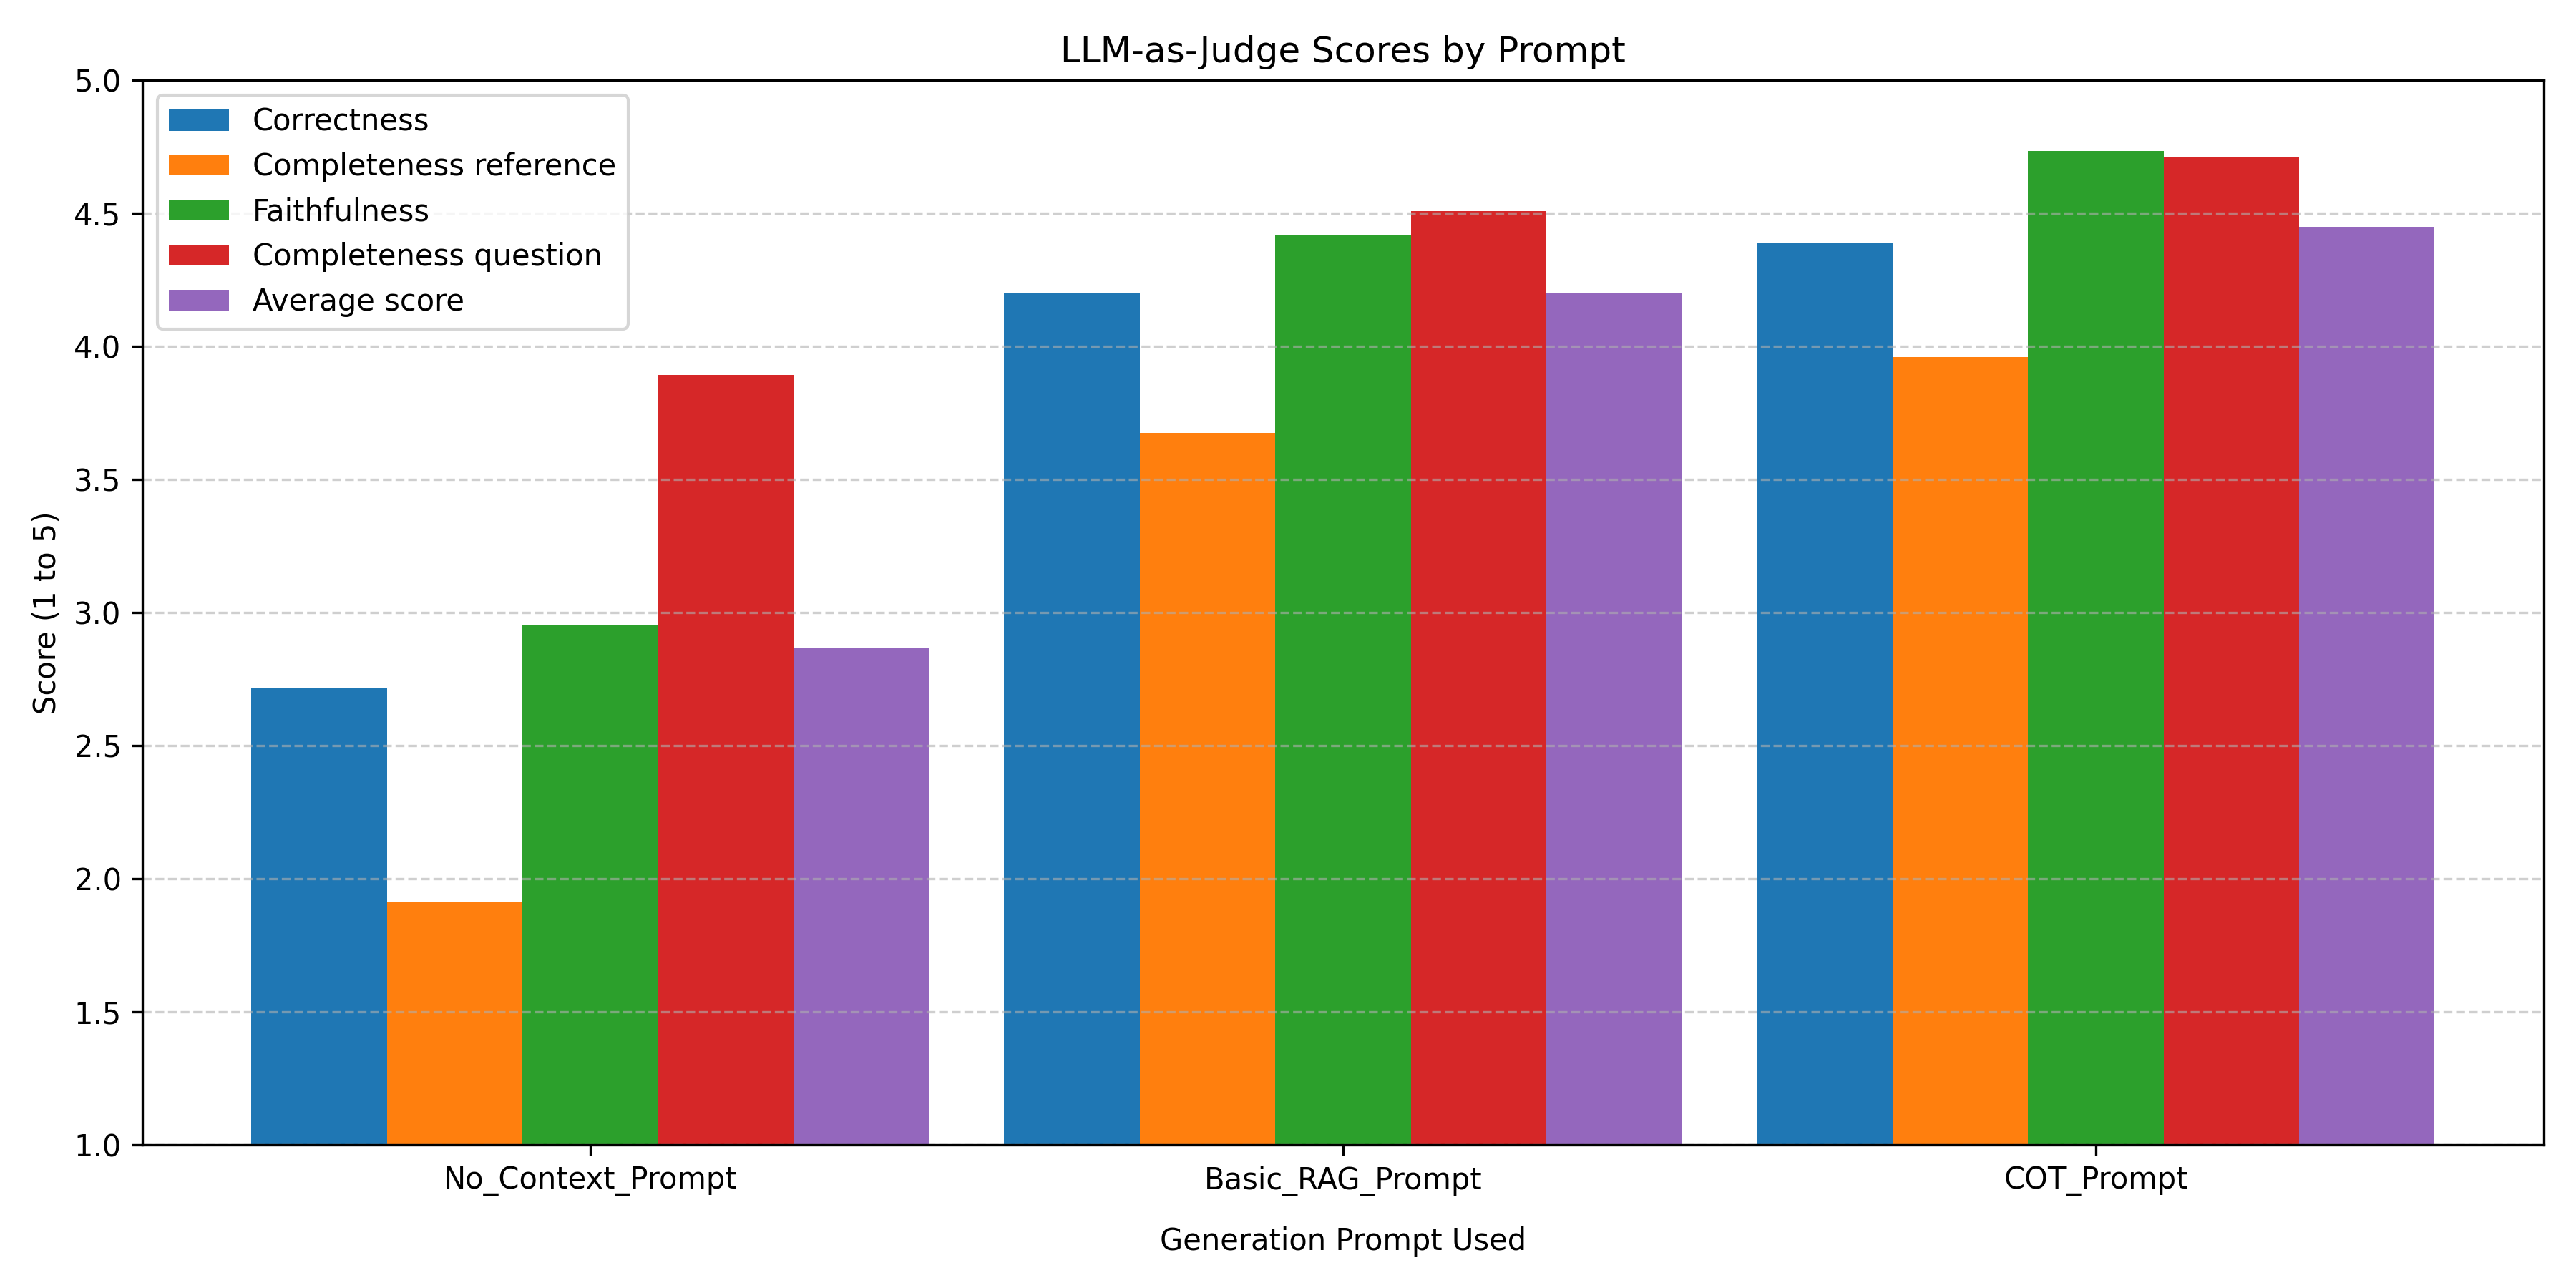 LLM-as-Judge Scores by Prompt
5.0
4.5
4.0
3.5
3.0
2.5
2.0
1.5
1.0
Score (1 to 5)
Correctness
Completeness reference
Faithfulness
Completeness question
Average score
No_Context_Prompt
Basic_RAG_Prompt
COT_Prompt
Generation Prompt Used